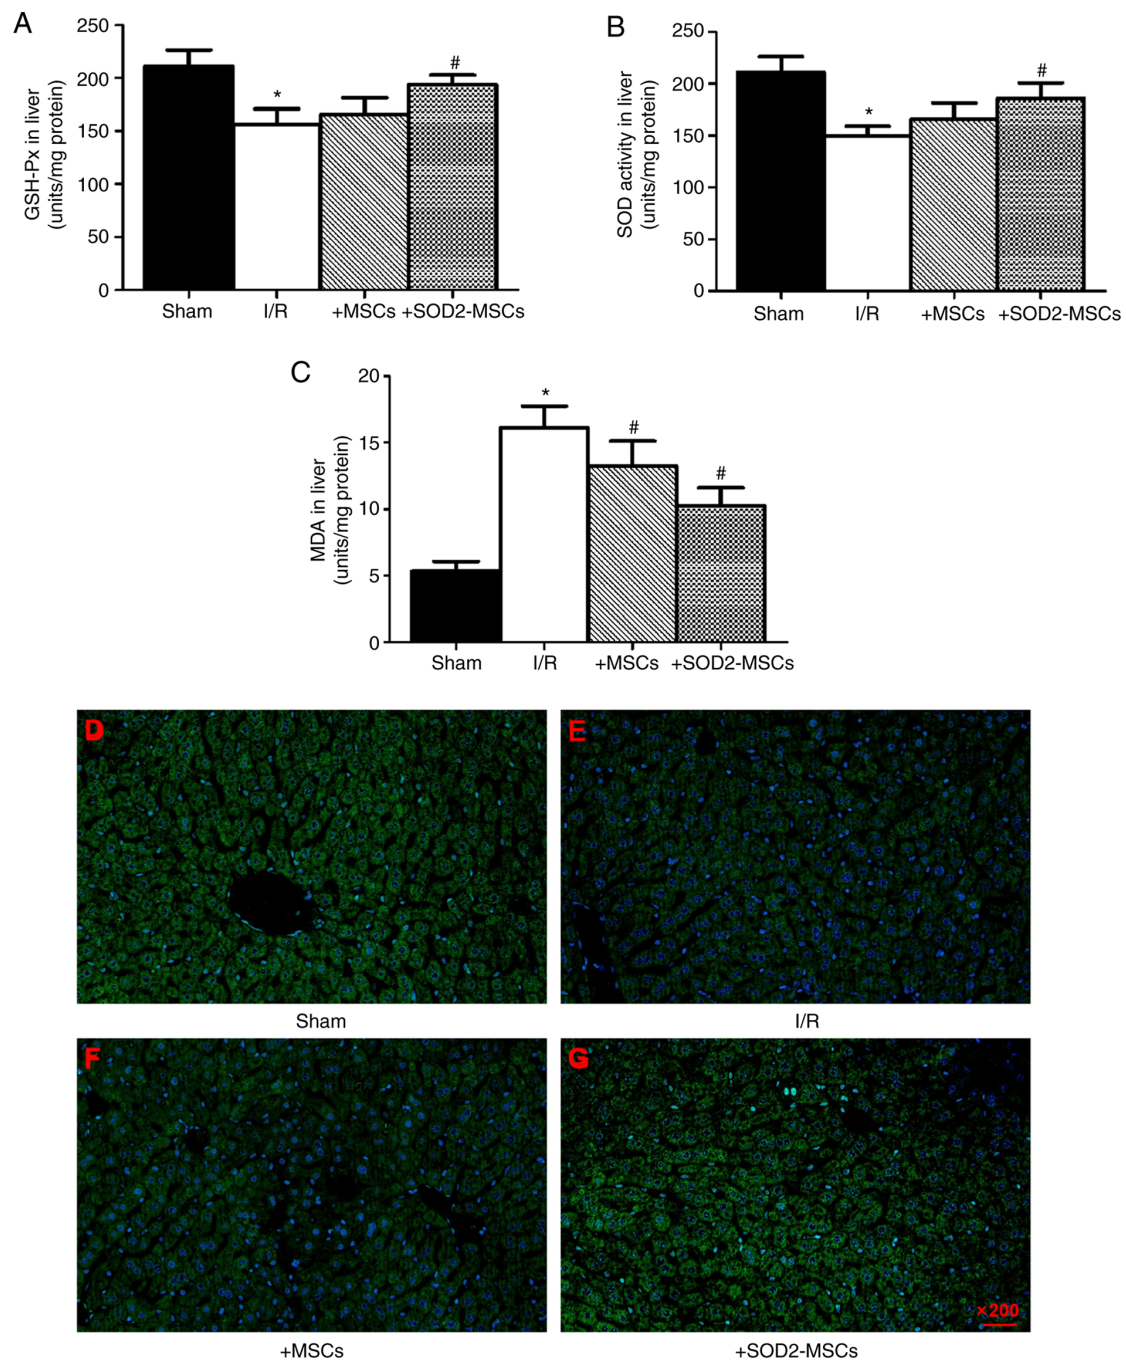 A
GSH-Px in liver
(units/mg protein)
250
200
150
100
50
0
*
#
Sham
I/R
+MSCs
+SOD2-MSCs
B
SOD activity in liver
(units/mg protein)
250
200
150
100
50
0
*
#
Sham
I/R
+MSCs
+SOD2-MSCs
C
MDA in liver
(units/mg protein)
20
15
10
5
0
*
#
#
Sham
I/R
+MSCs
+SOD2-MSCs
D
Sham
E
I/R
F
+MSCs
G
×200
+SOD2-MSCs